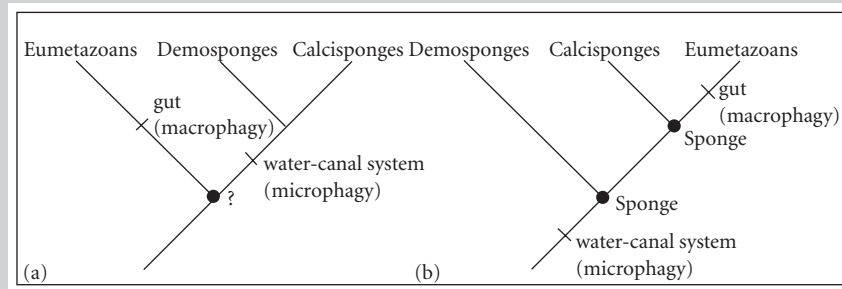 Eumetazoans Demosponges Calcisponges
gut
(macrophagy)
water-canal system
(microphagy)
?
(a)
Demosponges Calcisponges Eumetazoans
gut
(macrophagy)
Sponge
Sponge
water-canal system
(microphagy)
(b)